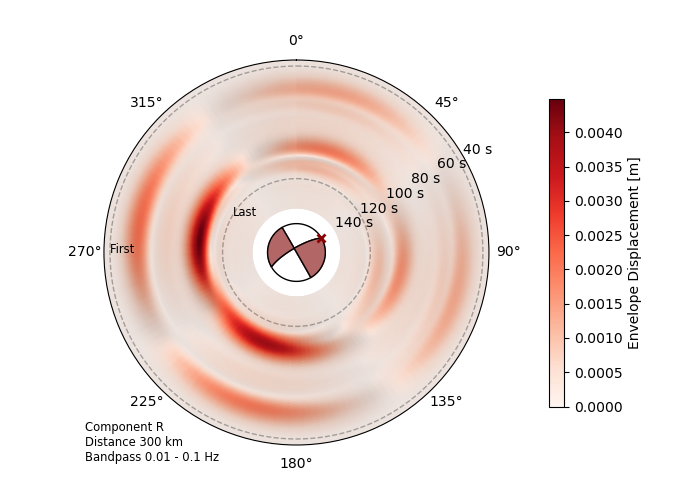 0°
315°
45°
40 s
60 s
80 s
100 s
120 s
140 s
Last
First
270°
90°
225°
135°
180°
Component R
Distance 300 km
Bandpass 0.01 - 0.1 Hz
0.0040
0.0035
0.0030
0.0025
0.0020
0.0015
0.0010
0.0005
0.0000
Envelope Displacement [m]